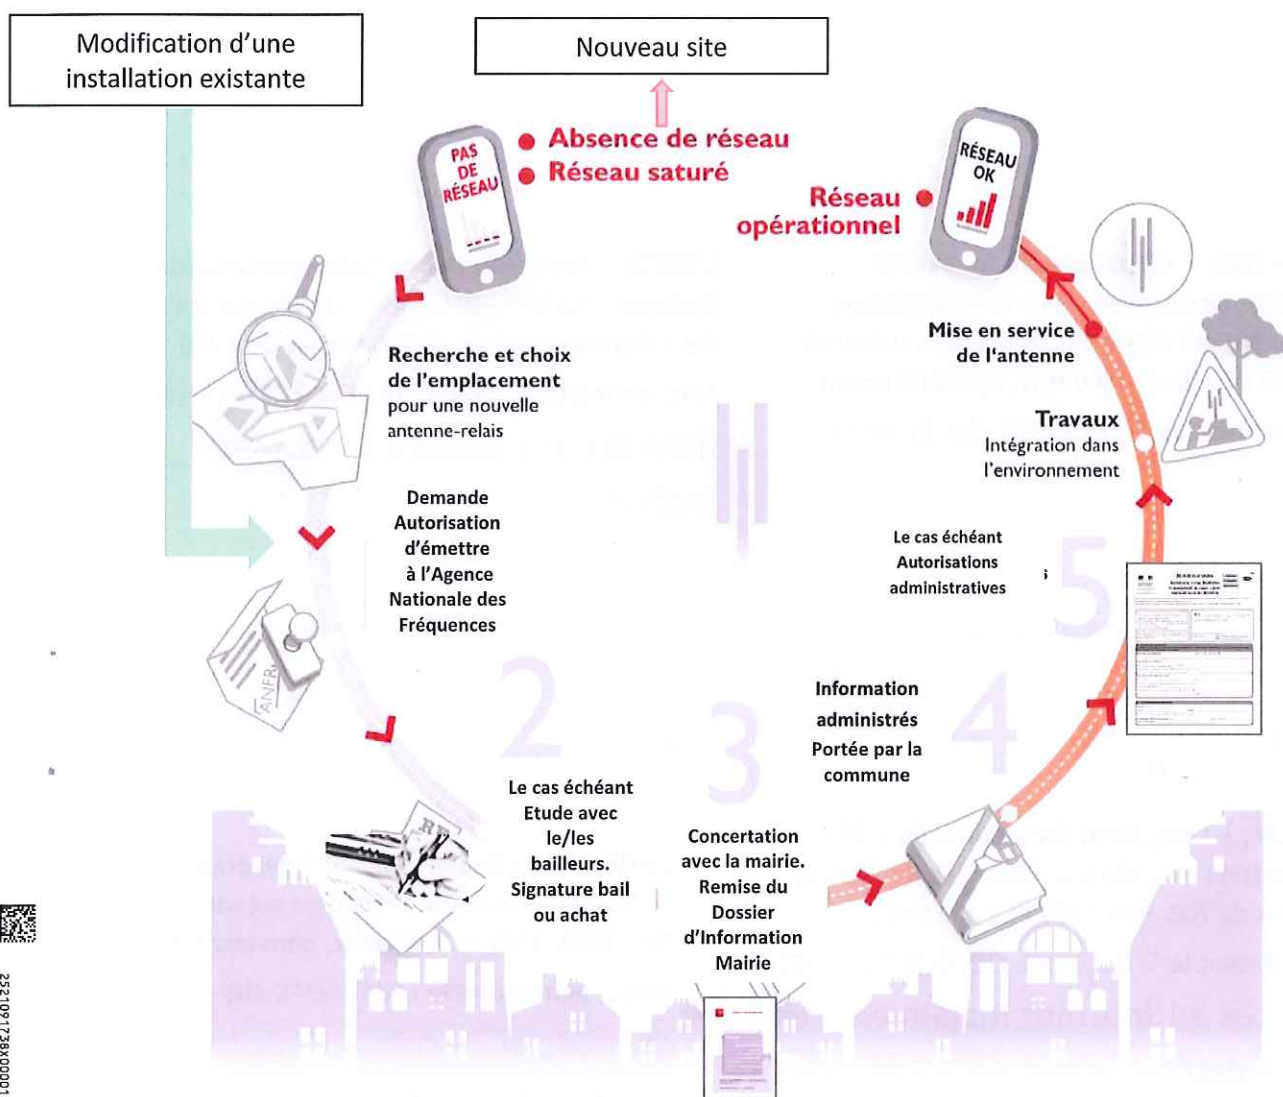 Modification d'une
installation existante
Nouveau site
PAS
DE
RÉSEAU
Absence de réseau
Réseau saturé
RÉSEAU
OK
Réseau
opérationnel
Recherche et choix
de l'emplacement
pour une nouvelle
antenne-relais
Demande
Autorisation
d'émettre
à l'Agence
Nationale des
Fréquences
ANFR
2
Le cas échéant
Etude avec
le/les
bailleurs.
Signature bail
ou achat
3
Concertation
avec la mairie.
Remise du
Dossier
d'Information
Mairie
4
Information
administrés
Portée par la
commune
5
Le cas échéant
Autorisations
administratives
Travaux
Intégration dans
l'environnement
Mise en service
de l'antenne
2521091738X00001